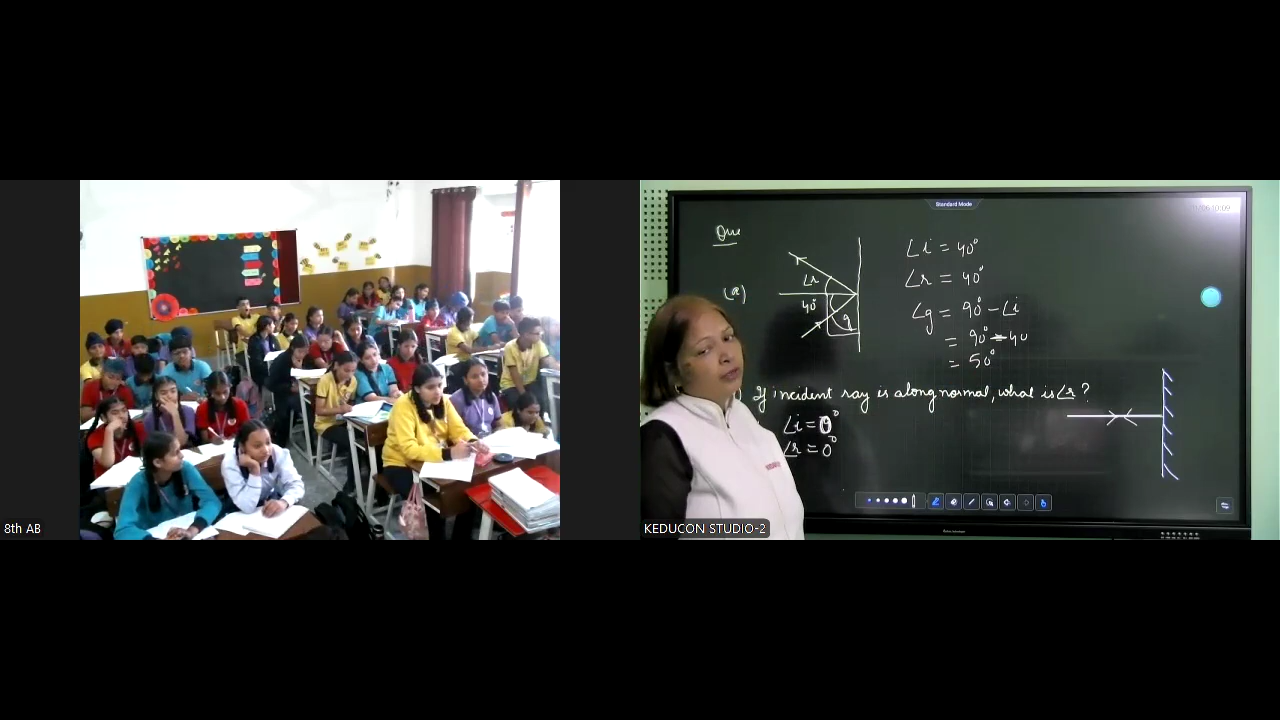 Standard Mode
Que
(a)
∠r
40°
g
∠i = 40°
∠r = 40°
∠g = 90° - ∠i
= 90° - 40
= 50°
If incident ray is along normal, what is ∠r ?
∠i = 0°
∠r = 0°
8th AB
KEDUCON STUDIO-2